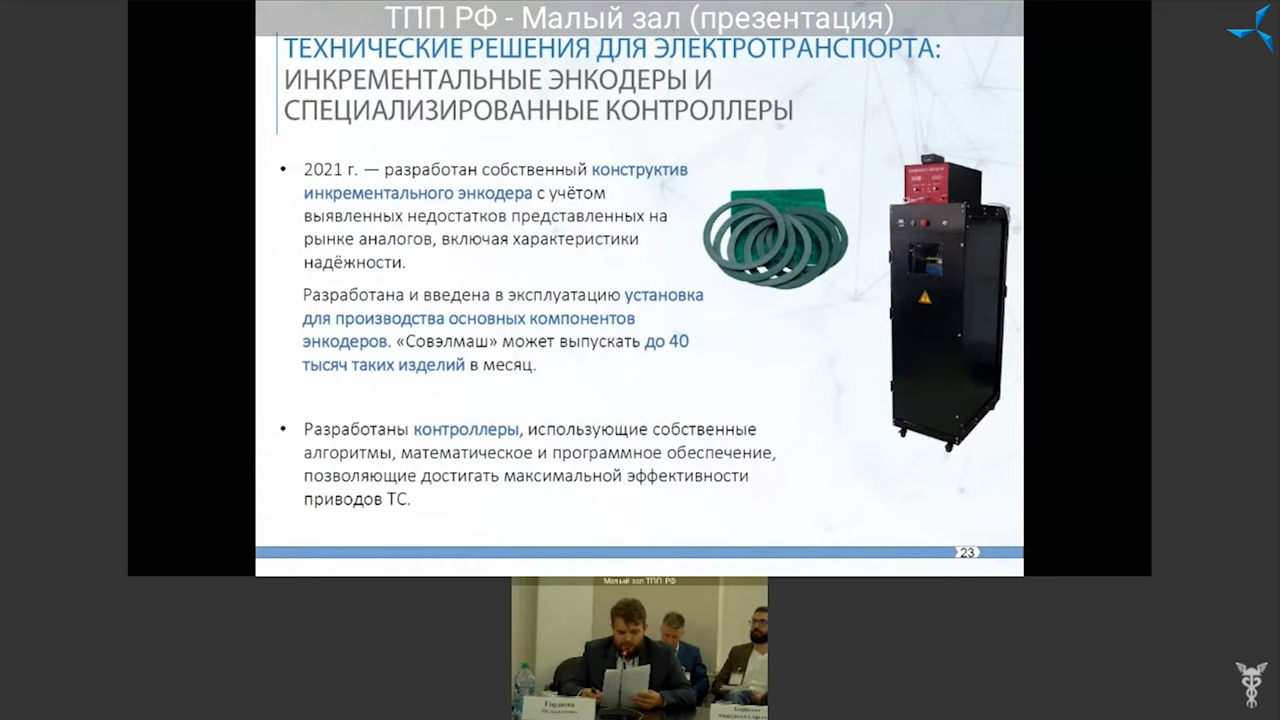 ТПП РФ - Малый зал (презентация)
ТЕХНИЧЕСКИЕ РЕШЕНИЯ ДЛЯ ЭЛЕКТРОТРАНСПОРТА:
ИНКРЕМЕНТАЛЬНЫЕ ЭНКОДЕРЫ И
СПЕЦИАЛИЗИРОВАННЫЕ КОНТРОЛЛЕРЫ
• 2021 г. — разработан собственный конструктив
инкрементального энкодера с учётом
выявленных недостатков представленных на
рынке аналогов, включая характеристики
надёжности.
Разработана и введена в эксплуатацию установка
для производства основных компонентов
энкодеров. «Совэлмаш» может выпускать до 40
тысяч таких изделий в месяц.
• Разработаны контроллеры, использующие собственные
алгоритмы, математическое и программное обеспечение,
позволяющие достигать максимальной эффективности
приводов ТС.
23
Малый зал ТПП РФ